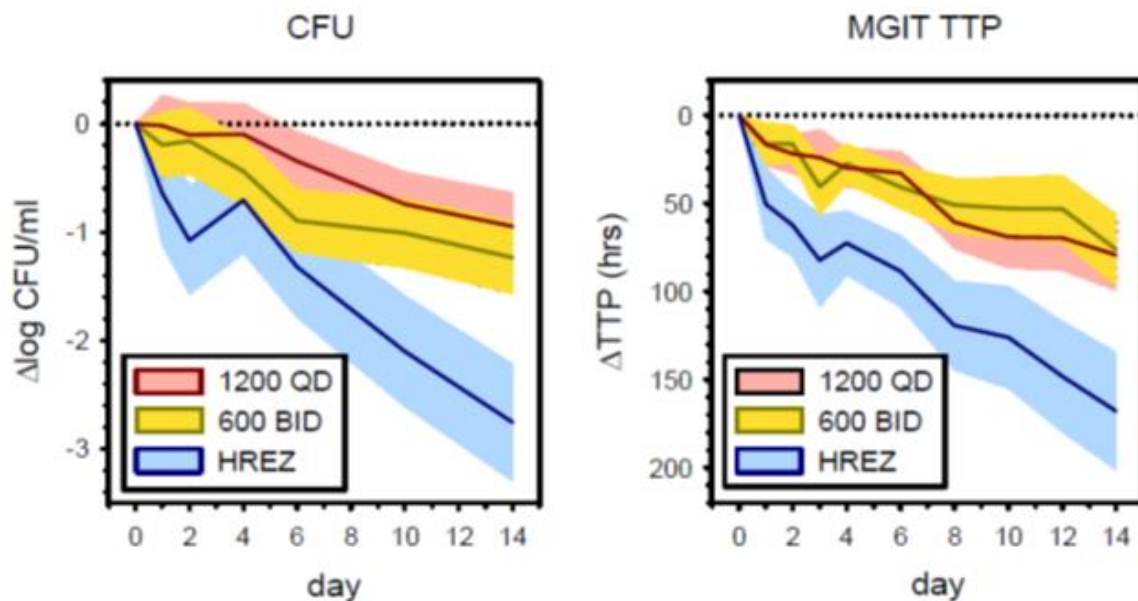 CFU
Δlog CFU/ml
0
-1
-2
-3
1200 QD
600 BID
HREZ
0 2 4 6 8 10 12 14
day
MGIT TTP
ΔTTP (hrs)
0
50
100
150
200
1200 QD
600 BID
HREZ
0 2 4 6 8 10 12 14
day